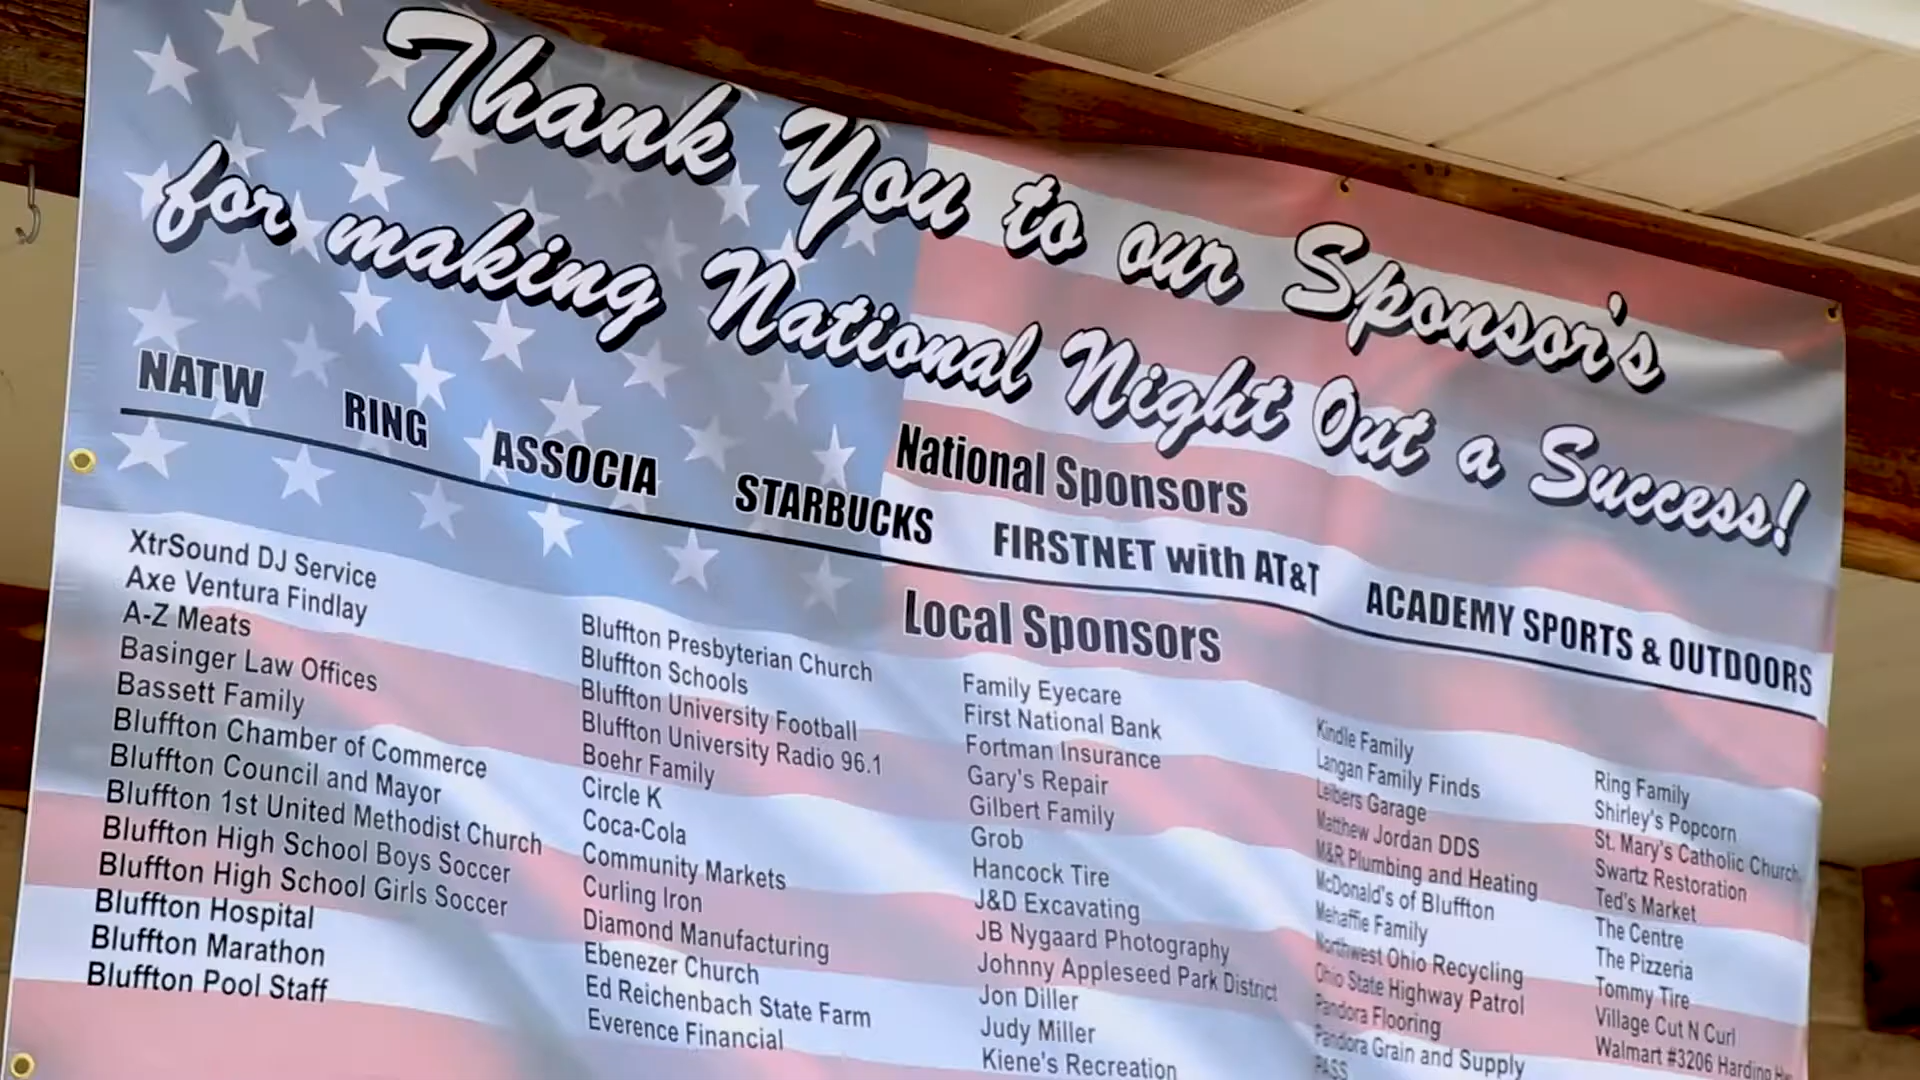 Thank You to our Sponsor's
for making National Night Out a Success!
National Sponsors
NATW RING ASSOCIA STARBUCKS FIRSTNET with AT&T ACADEMY SPORTS & OUTDOORS
Local Sponsors
XtrSound DJ Service
Axe Ventura Findlay
A-Z Meats
Basinger Law Offices
Bassett Family
Bluffton Chamber of Commerce
Bluffton Council and Mayor
Bluffton 1st United Methodist Church
Bluffton High School Boys Soccer
Bluffton High School Girls Soccer
Bluffton Hospital
Bluffton Marathon
Bluffton Pool Staff
Bluffton Presbyterian Church
Bluffton Schools
Bluffton University Football
Bluffton University Radio 96.1
Boehr Family
Circle K
Coca-Cola
Community Markets
Curling Iron
Diamond Manufacturing
Ebenezer Church
Ed Reichenbach State Farm
Everence Financial
Family Eyecare
First National Bank
Fortman Insurance
Gary's Repair
Gilbert Family
Grob
Hancock Tire
J&D Excavating
JB Nygaard Photography
Johnny Appleseed Park District
Jon Diller
Judy Miller
Kiene's Recreation
Kindle Family
Langan Family Finds
Leibers Garage
Matthew Jordan DDS
M&R Plumbing and Heating
McDonald's of Bluffton
Mehaffie Family
Northwest Ohio Recycling
Ohio State Highway Patrol
Pandora Flooring
Pandora Grain and Supply
PASS
Ring Family
Shirley's Popcorn
St. Mary's Catholic Church
Swartz Restoration
Ted's Market
The Centre
The Pizzeria
Tommy Tire
Village Cut N Curl
Walmart #3206 Harding